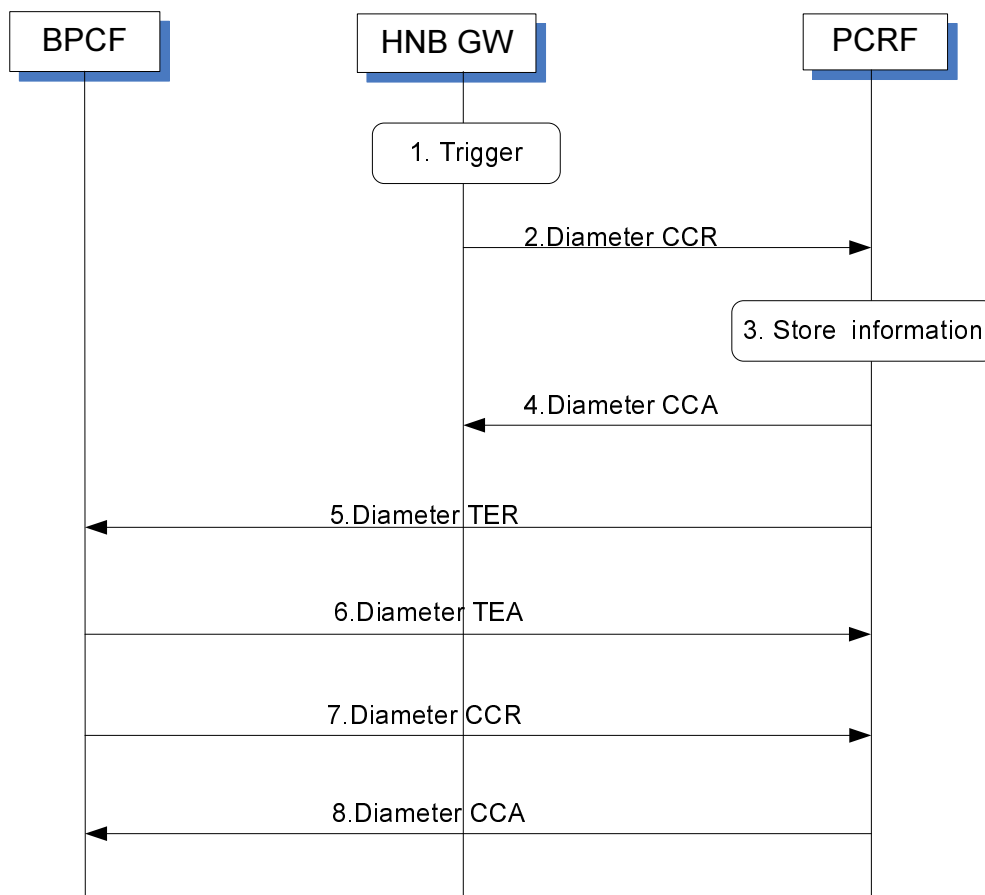 BPCF
HNB GW
PCRF
1. Trigger
2.Diameter CCR
3. Store information
4.Diameter CCA
5.Diameter TER
6.Diameter TEA
7.Diameter CCR
8.Diameter CCA